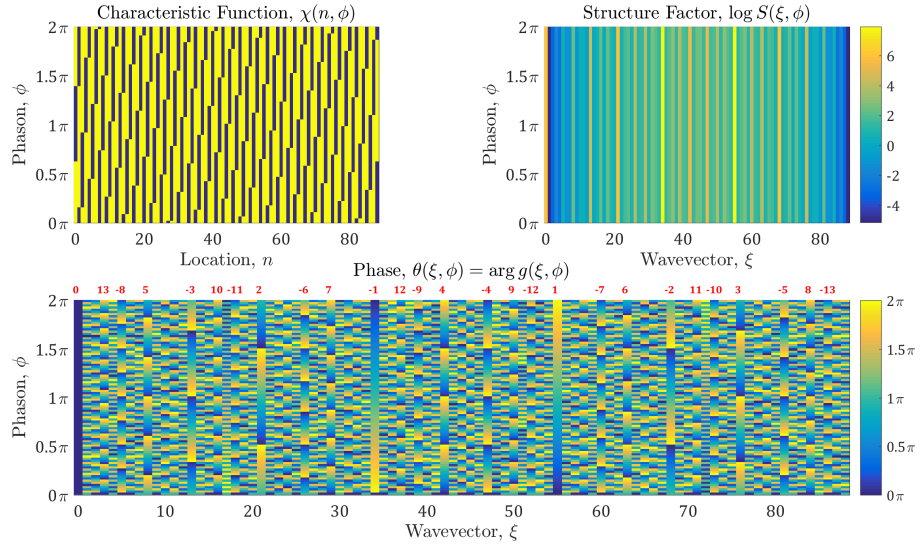 Characteristic Function, χ(n, ϕ)
2π
1.5π
1π
0.5π
0π
Phason, ϕ
0 20 40 60 80
Location, n
Structure Factor, log S(ξ, ϕ)
2π
1.5π
1π
0.5π
0π
Phason, ϕ
0 20 40 60 80
Wavevector, ξ
6
4
2
0
-2
-4
Phase, θ(ξ, ϕ) = arg g(ξ, ϕ)
0 13 -8 5 -3 10 -11 2 -6 7 -1 12 -9 4 -4 9 -12 1 -7 6 -2 11 -10 3 -5 8 -13
2π
1.5π
1π
0.5π
0π
Phason, ϕ
0 10 20 30 40 50 60 70 80
Wavevector, ξ
2π
1.5π
1π
0.5π
0π